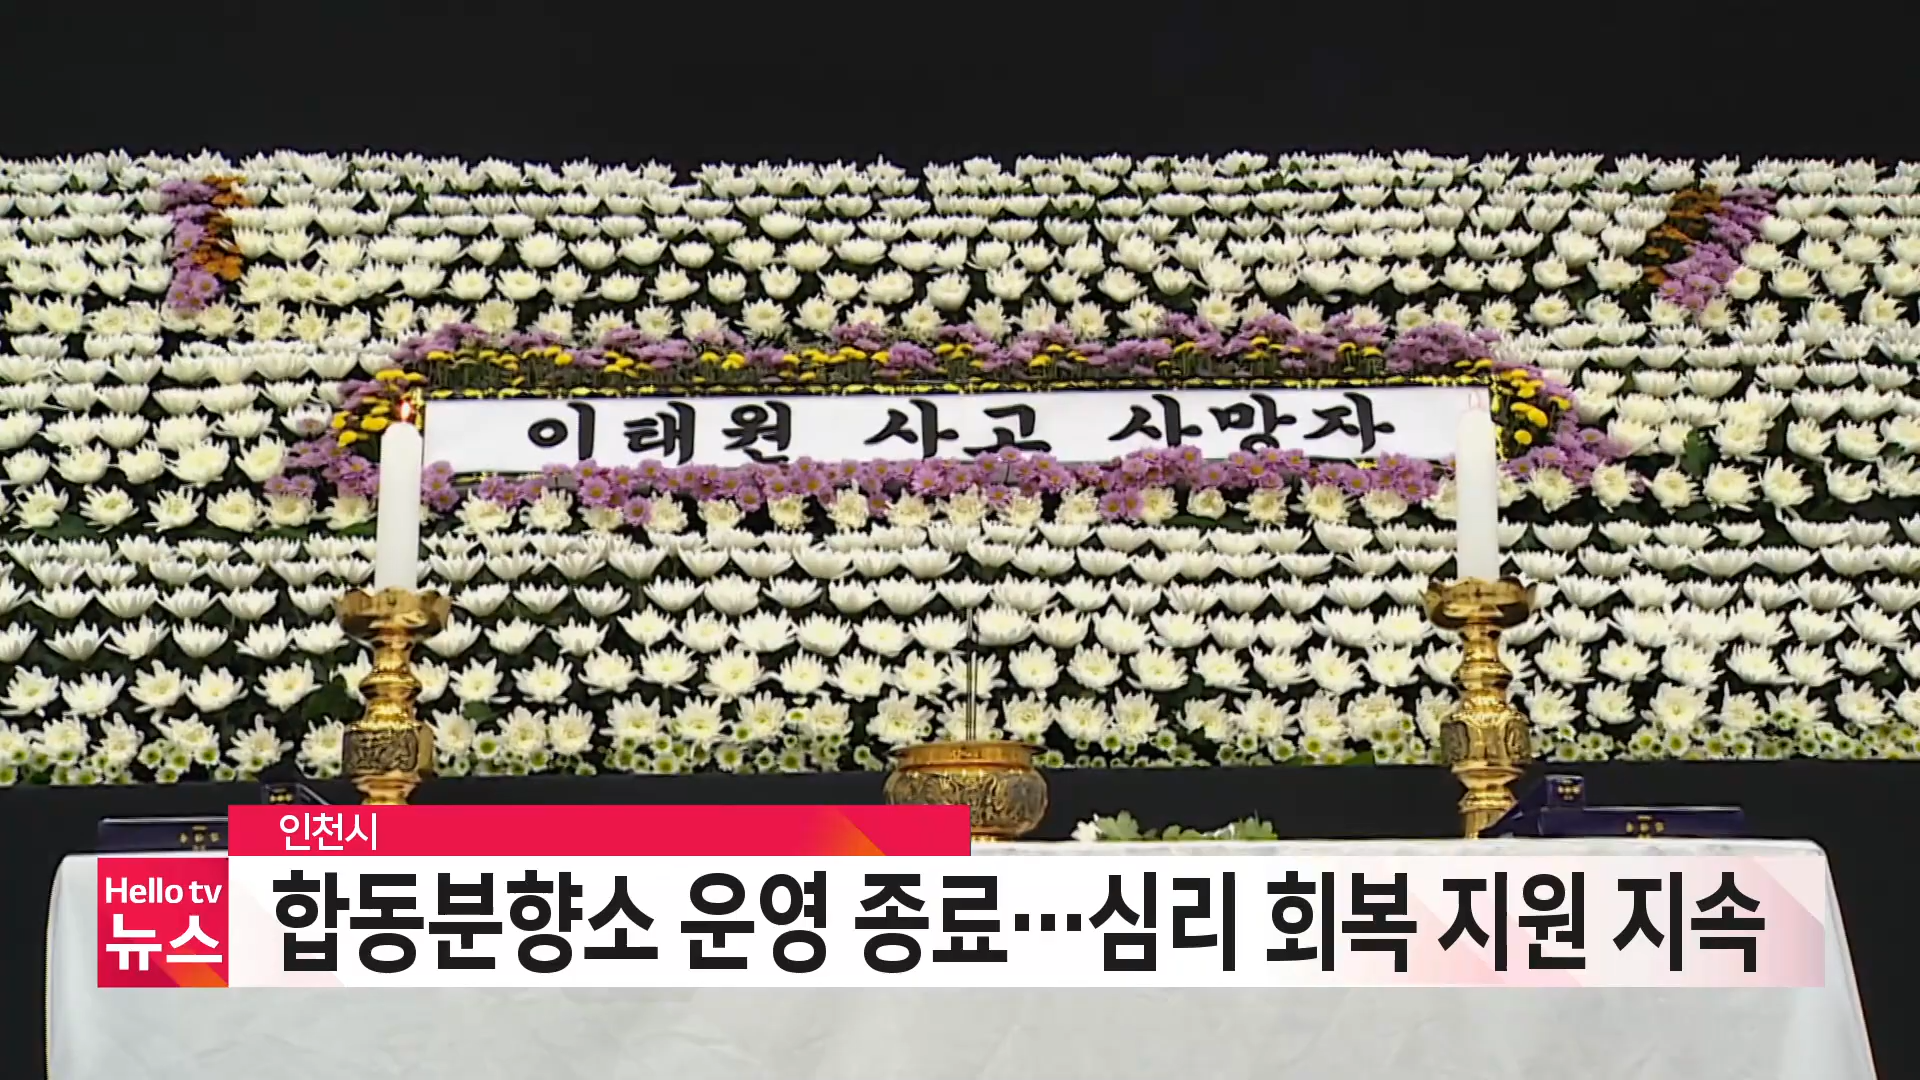 이태원 사고 사망자
인천시
Hello tv
뉴스
합동분향소 운영 종료…심리 회복 지원 지속